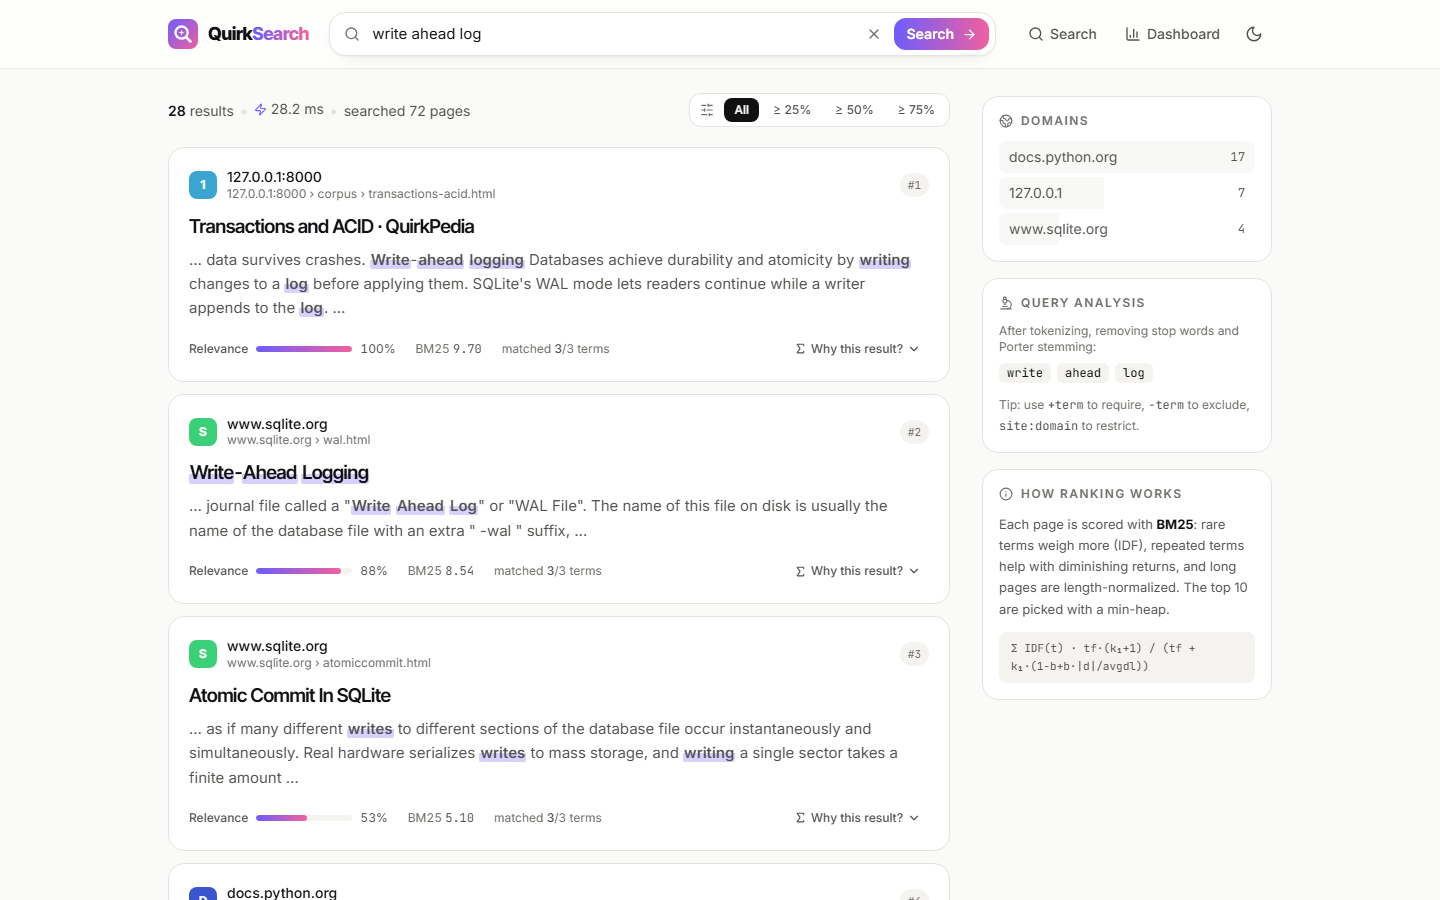 QuirkSearch
write ahead log
Search
Search
Dashboard
28 results • 28.2 ms • searched 72 pages
All ≥ 25% ≥ 50% ≥ 75%
1
127.0.0.1:8000
127.0.0.1:8000 › corpus › transactions-acid.html
#1
Transactions and ACID · QuirkPedia
... data survives crashes. Write-ahead logging Databases achieve durability and atomicity by writing
changes to a log before applying them. SQLite's WAL mode lets readers continue while a writer
appends to the log. ...
Relevance 100% BM25 9.70 matched 3/3 terms Σ Why this result?
S
www.sqlite.org
www.sqlite.org › wal.html
#2
Write-Ahead Logging
... journal file called a "Write Ahead Log" or "WAL File". The name of this file on disk is usually the
name of the database file with an extra " -wal " suffix, ...
Relevance 88% BM25 8.54 matched 3/3 terms Σ Why this result?
S
www.sqlite.org
www.sqlite.org › atomiccommit.html
#3
Atomic Commit In SQLite
... as if many different writes to different sections of the database file occur instantaneously and
simultaneously. Real hardware serializes writes to mass storage, and writing a single sector takes a
finite amount ...
Relevance 53% BM25 5.10 matched 3/3 terms Σ Why this result?
docs.python.org
DOMAINS
docs.python.org 17
127.0.0.1 7
www.sqlite.org 4
QUERY ANALYSIS
After tokenizing, removing stop words and
Porter stemming:
write ahead log
Tip: use +term to require, -term to exclude,
site:domain to restrict.
HOW RANKING WORKS
Each page is scored with BM25: rare
terms weigh more (IDF), repeated terms
help with diminishing returns, and long
pages are length-normalized. The top 10
are picked with a min-heap.
Σ IDF(t) · tf·(k₁+1) / (tf +
k₁·(1-b+b·|d|/avgdl))